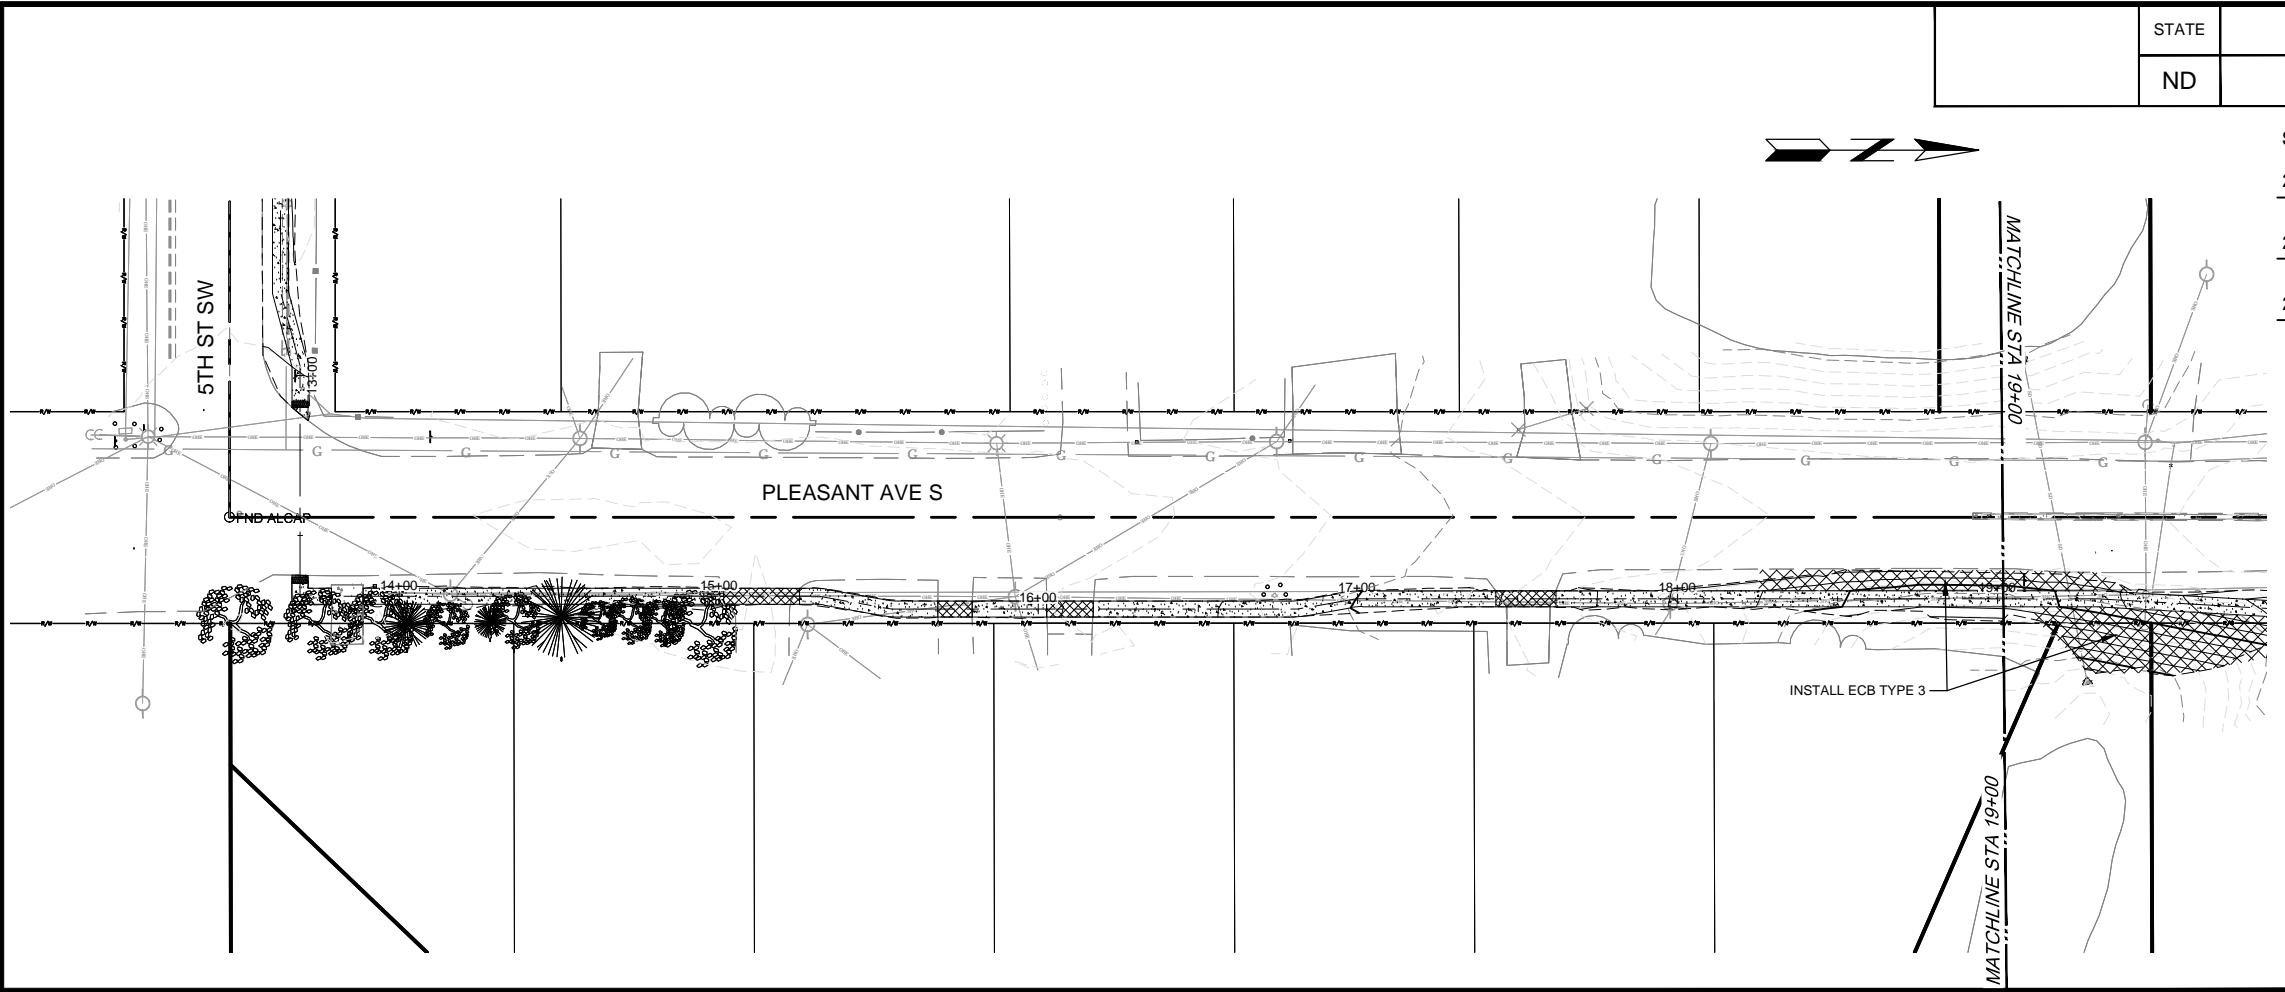 STATE
ND
Z
MATCHLINE STA 19+00
5TH ST SW
13+00
PLEASANT AVE S
FND ALCAP
14+00
15+00
16+00
17+00
18+00
19+00
INSTALL ECB TYPE 3
MATCHLINE STA 19+00
G G G G G G G G G G G G G G